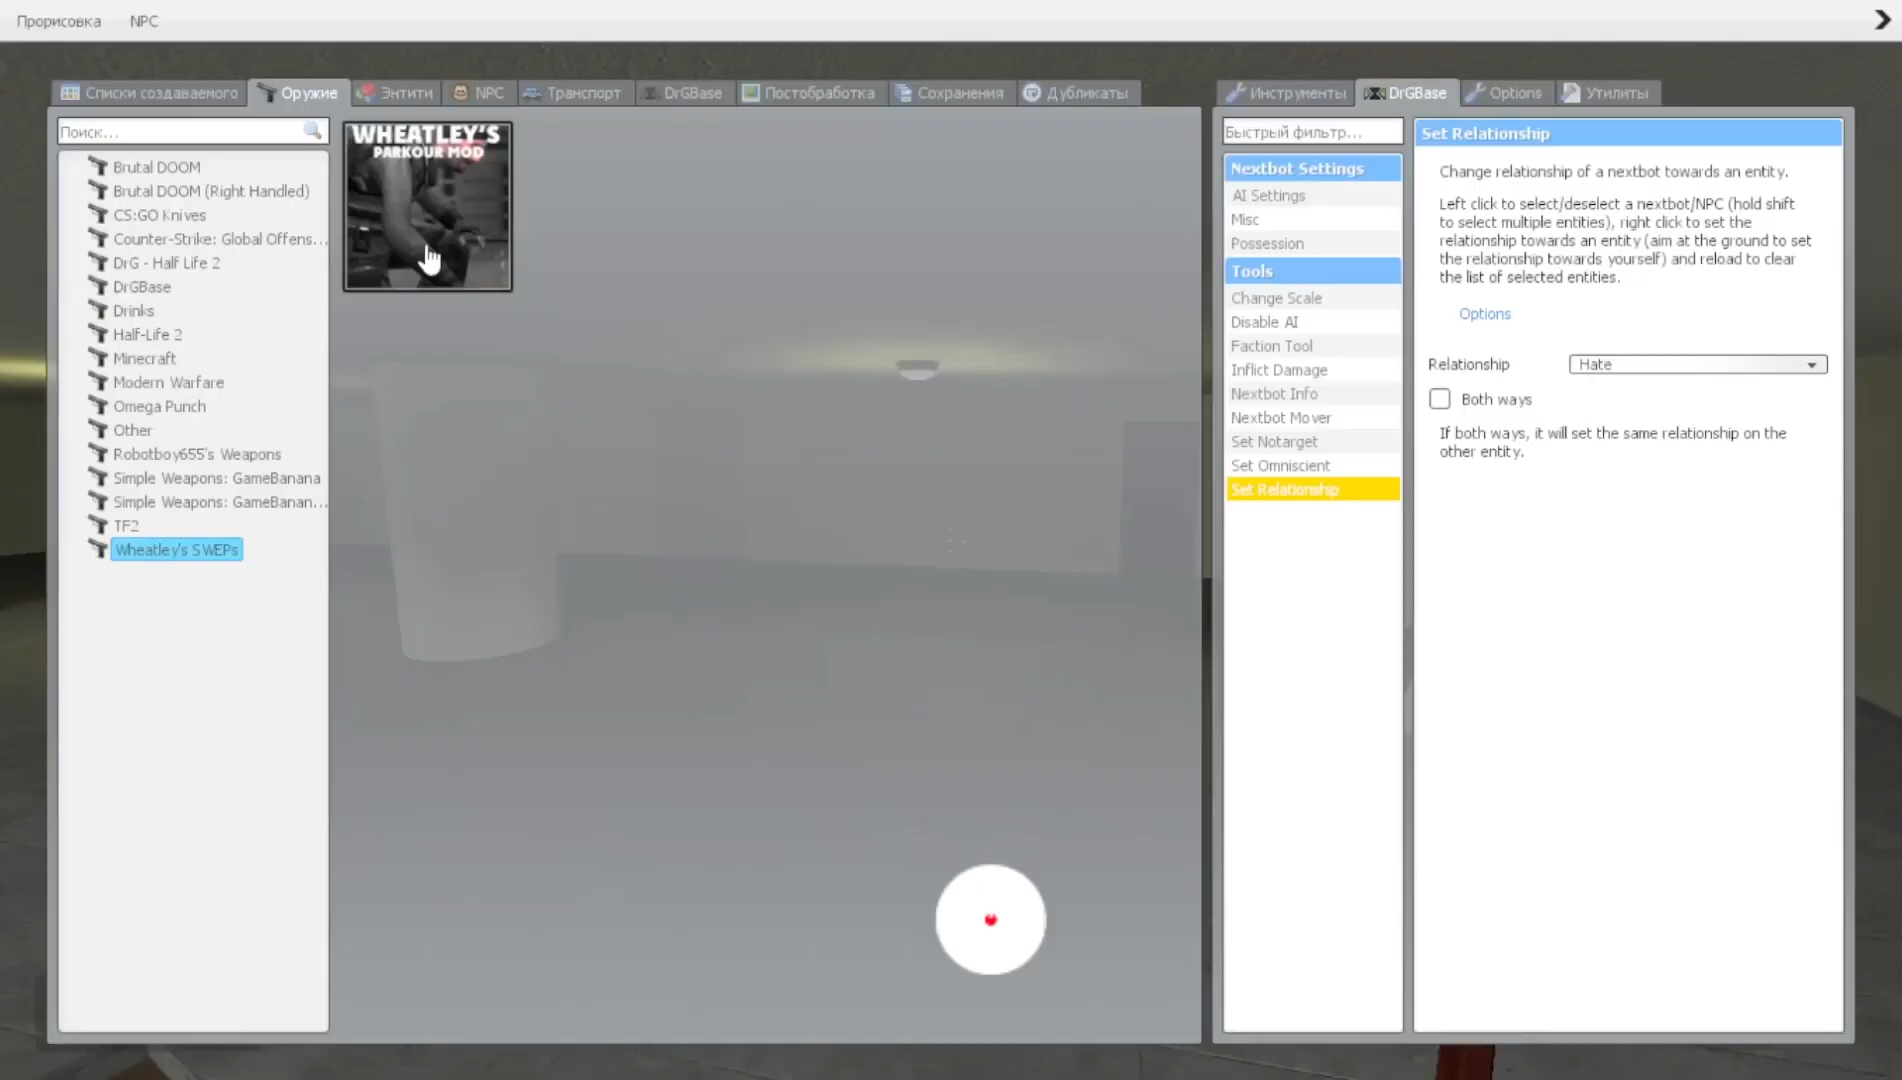 Прорисовка
NPC
Списки создаваемого
Оружие
Энтити
NPC
Транспорт
DrGBase
Постобработка
Сохранения
Дубликаты
Поиск...
Brutal DOOM
Brutal DOOM (Right Handled)
CS:GO Knives
Counter-Strike: Global Offens...
DrG - Half Life 2
DrGBase
Drinks
Half-Life 2
Minecraft
Modern Warfare
Omega Punch
Other
Robotboy655's Weapons
Simple Weapons: GameBanana
Simple Weapons: GameBanan...
TF2
Wheatley's SWEPs
WHEATLEY'S
PARKOUR MOD
Инструменты
DrGBase
Options
Утилиты
Быстрый фильтр...
Nextbot Settings
AI Settings
Misc
Possession
Tools
Change Scale
Disable AI
Faction Tool
Inflict Damage
Nextbot Info
Nextbot Mover
Set Notarget
Set Omniscient
Set Relationship
Set Relationship
Change relationship of a nextbot towards an entity.
Left click to select/deselect a nextbot/NPC (hold shift
to select multiple entities), right click to set the
relationship towards an entity (aim at the ground to set
the relationship towards yourself) and reload to clear
the list of selected entities.
Options
Relationship
Hate
Both ways
If both ways, it will set the same relationship on the
other entity.